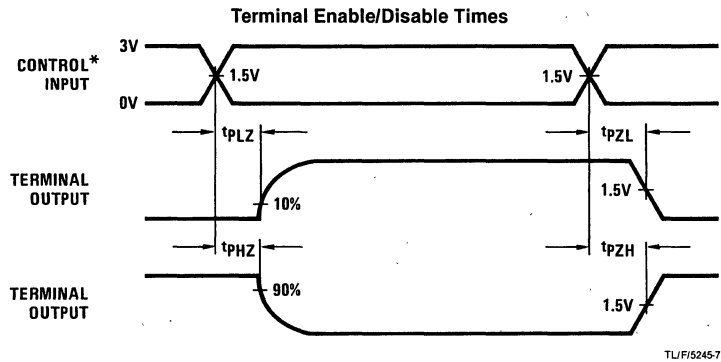 Terminal Enable/Disable Times
3V
CONTROL*
INPUT
1.5V
1.5V
0V
tPLZ
tPZL
TERMINAL
OUTPUT
10%
1.5V
tPHZ
tPZH
TERMINAL
OUTPUT
90%
1.5V
TL/F/5245-7